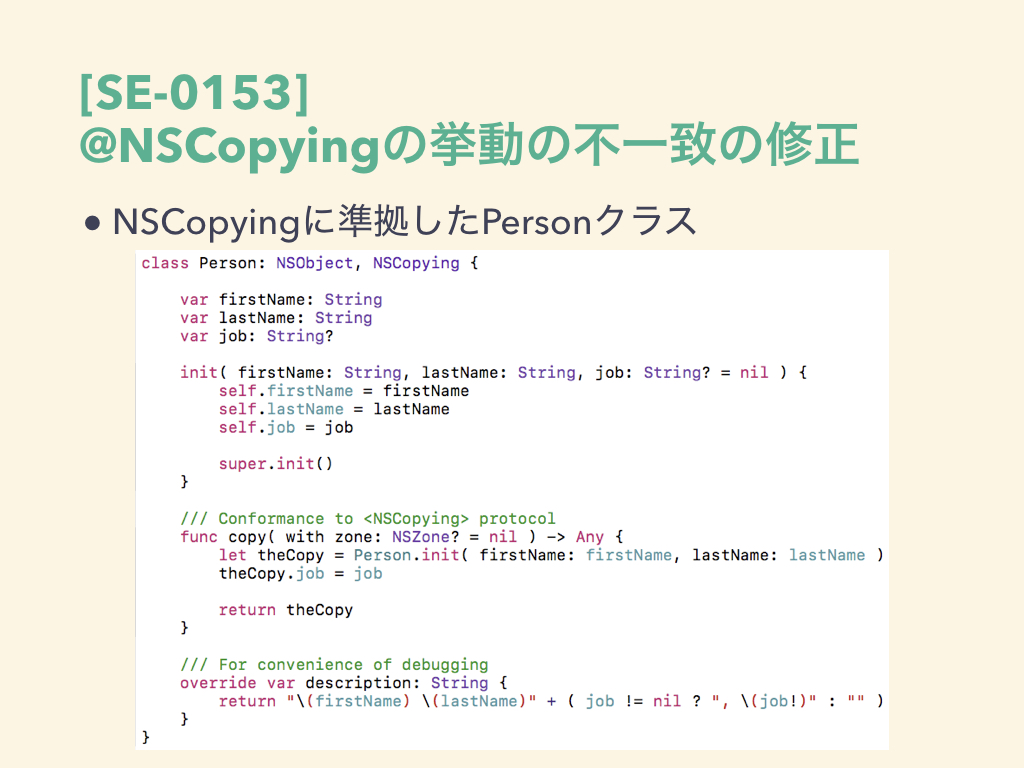 [SE-0153]
@NSCopyingの挙動の不一致の修正
● NSCopyingに準拠したPersonクラス
class Person: NSObject, NSCopying {
    var firstName: String
    var lastName: String
    var job: String?
    init( firstName: String, lastName: String, job: String? = nil ) {
        self.firstName = firstName
        self.lastName = lastName
        self.job = job
        super.init()
    }
    /// Conformance to <NSCopying> protocol
    func copy( with zone: NSZone? = nil ) -> Any {
        let theCopy = Person.init( firstName: firstName, lastName: lastName )
        theCopy.job = job
        return theCopy
    }
    /// For convenience of debugging
    override var description: String {
        return "\(firstName) \(lastName)" + ( job != nil ? ", \(job!)" : "" )
    }
}